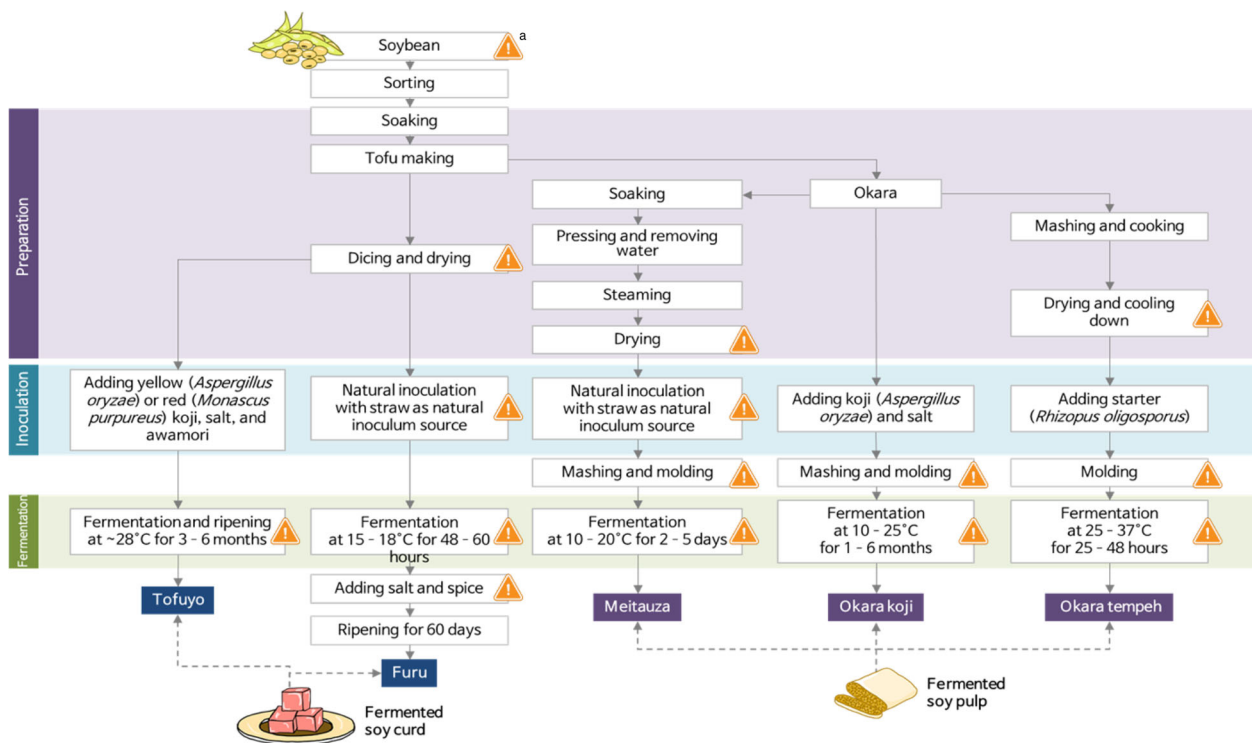 Soybean
a
Sorting
Soaking
Tofu making
Preparation
Soaking
Okara
Pressing and removing
water
Mashing and cooking
Dicing and drying
Steaming
Drying and cooling
down
Drying
Inoculation
Adding yellow (Aspergillus
oryzae) or red (Monascus
purpureus) koji, salt, and
awamori
Natural inoculation
with straw as natural
inoculum source
Natural inoculation
with straw as natural
inoculum source
Adding koji (Aspergillus
oryzae) and salt
Adding starter
(Rhizopus oligosporus)
Mashing and molding
Mashing and molding
Molding
Fermentation
Fermentation and ripening
at ~28°C for 3 - 6 months
Fermentation
at 15 - 18°C for 48 - 60
hours
Fermentation
at 10 - 20°C for 2 - 5 days
Fermentation
at 10 - 25°C
for 1 - 6 months
Fermentation
at 25 - 37°C
for 25 - 48 hours
Tofuyo
Adding salt and spice
Meitauza
Okara koji
Okara tempeh
Ripening for 60 days
Furu
Fermented
soy curd
Fermented
soy pulp